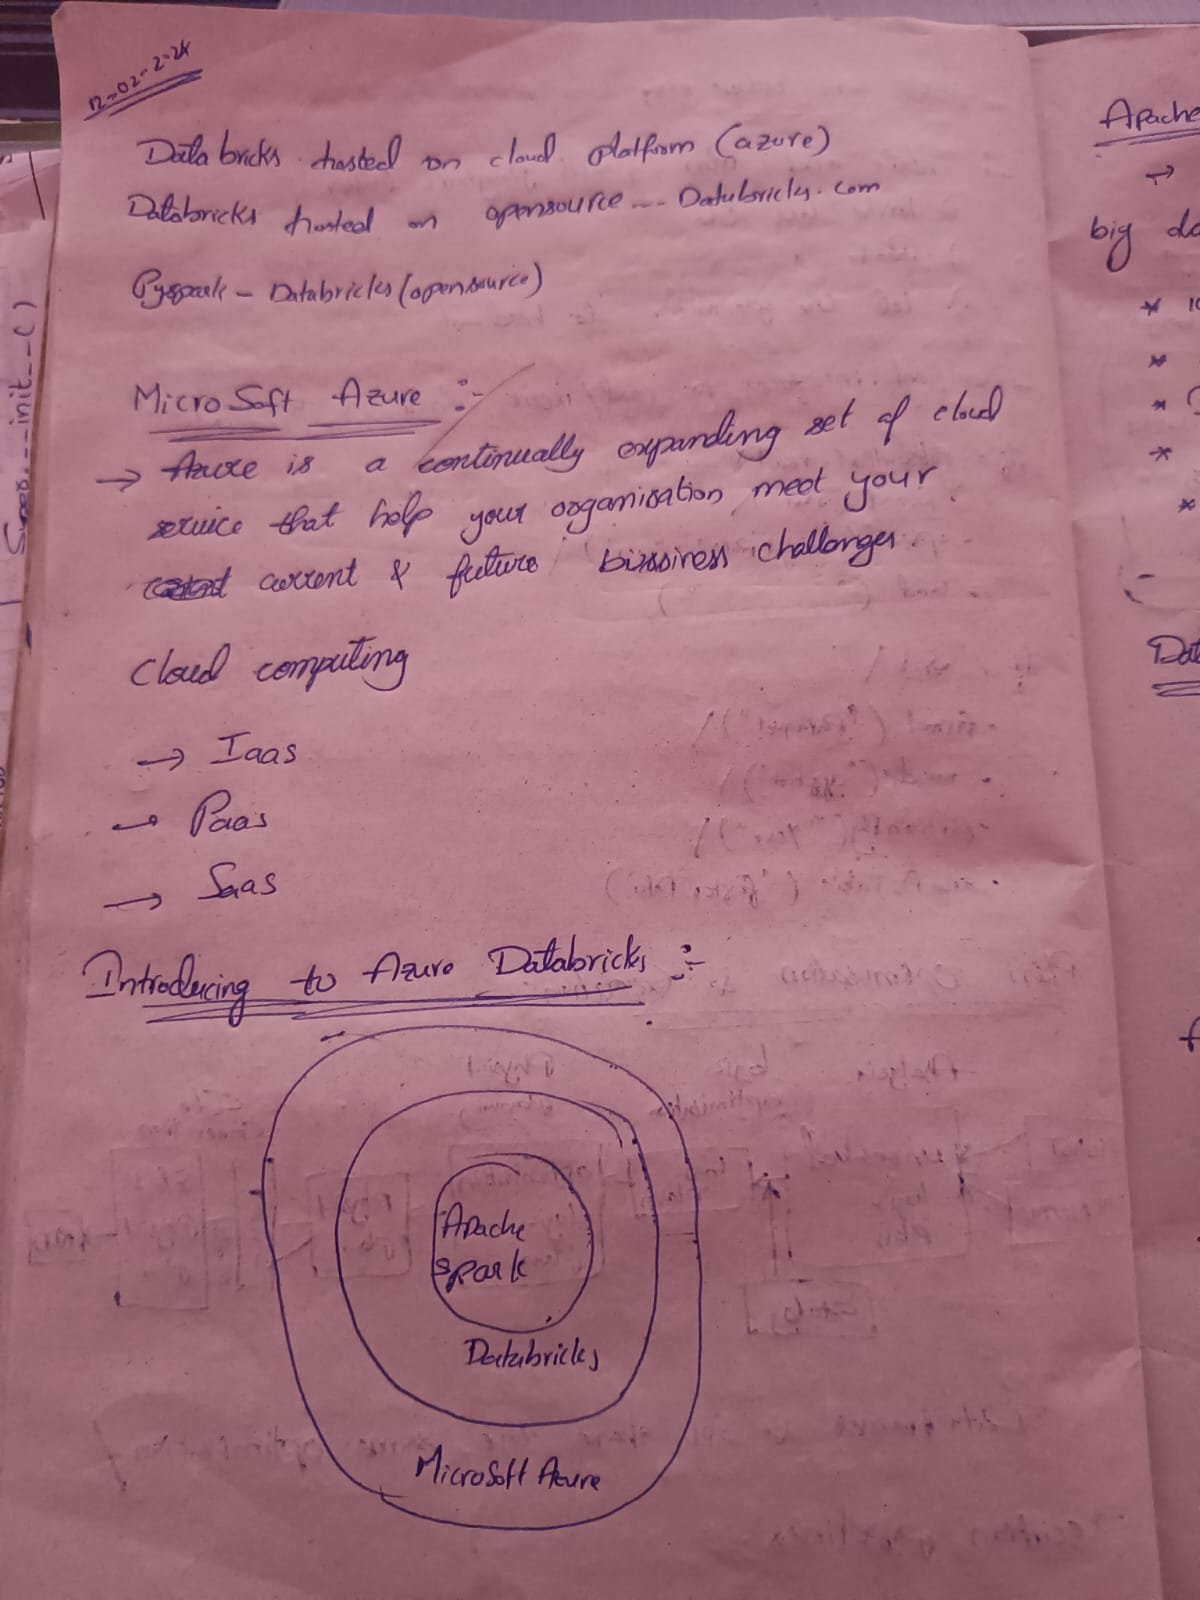 12-02-2024
Databricks hosted on cloud platform (azure)
Databricks hosted on opensource --- Databricks.com
Pyspark - Databricks (opensource)
MicroSoft Azure :-
→ Azure is a continually expanding set of cloud
service that help your organisation meet your
current & future bussiness challenges.
Cloud computing
→ Iaas
→ Paas
→ Saas
Introducing to Azure Databricks :-
Apache
Spark
Databricks
MicroSoft Azure
Apache
→
big
*
*
*
*
*
--init--()